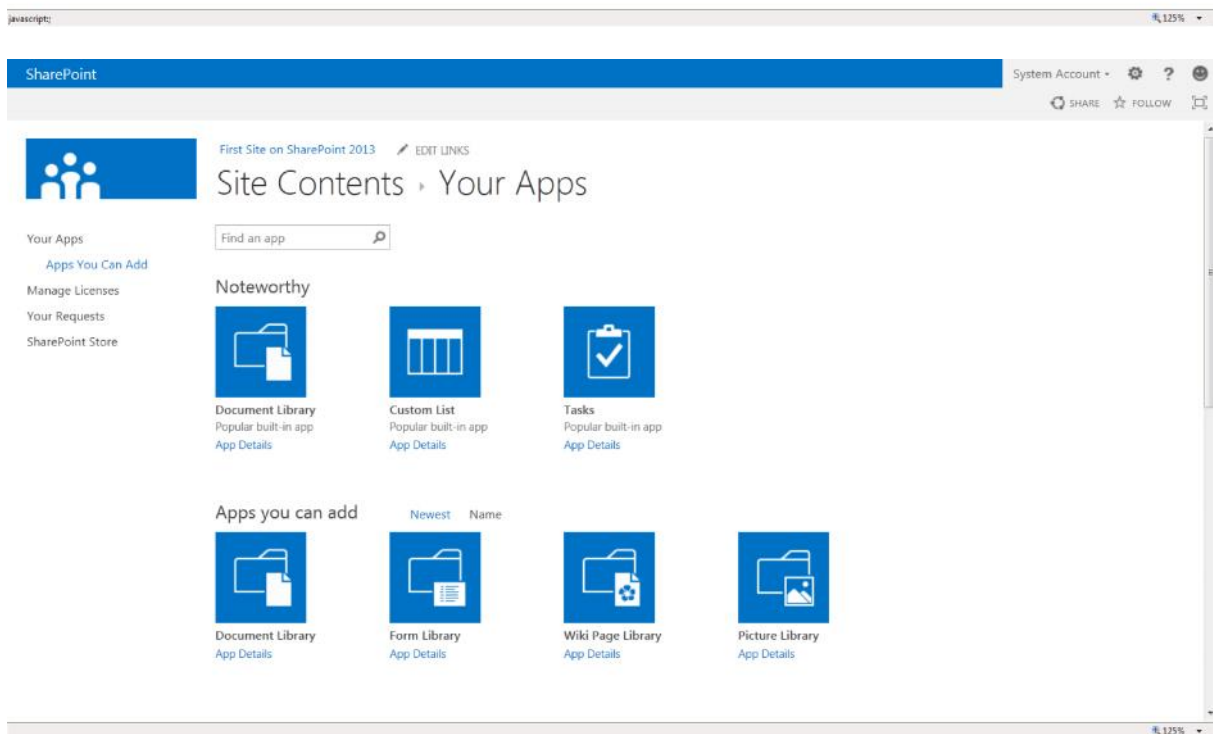 javascript:;
125%
SharePoint
System Account
?
SHARE FOLLOW
First Site on SharePoint 2013 EDIT LINKS
Site Contents Your Apps
Find an app
Your Apps
Apps You Can Add
Manage Licenses
Your Requests
SharePoint Store
Noteworthy
Document Library Custom List Tasks
Popular built-in app Popular built-in app Popular built-in app
App Details App Details App Details
Apps you can add Newest Name
Document Library Form Library Wiki Page Library Picture Library
App Details App Details App Details App Details
125%